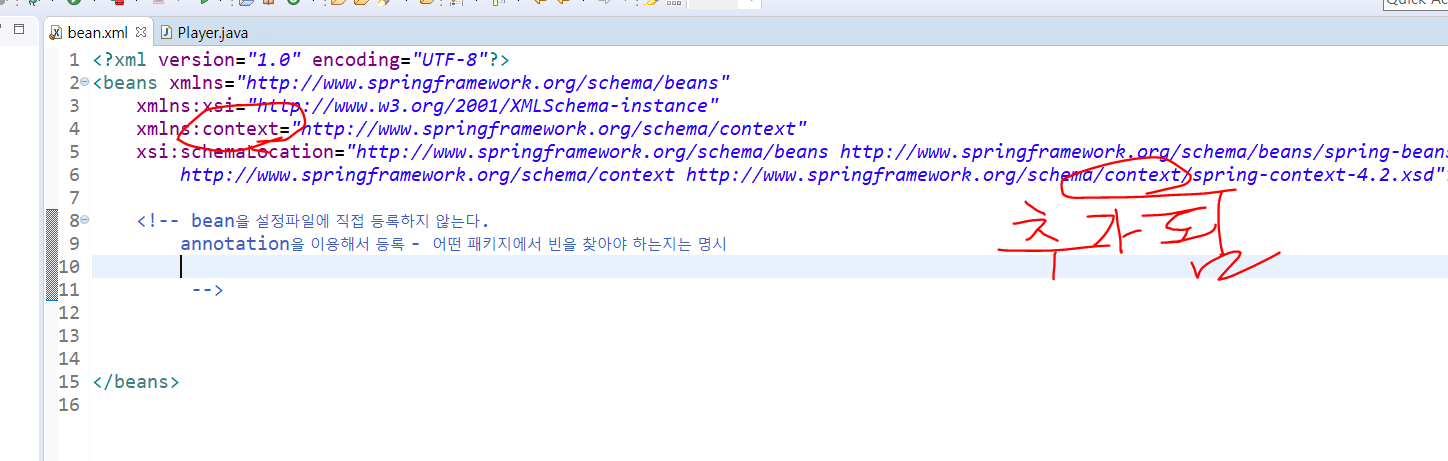 bean.xml Player.java
1 <?xml version="1.0" encoding="UTF-8"?>
2 <beans xmlns="http://www.springframework.org/schema/beans"
3 xmlns:xsi="http://www.w3.org/2001/XMLSchema-instance"
4 xmlns:context="http://www.springframework.org/schema/context"
5 xsi:schemaLocation="http://www.springframework.org/schema/beans http://www.springframework.org/schema/beans/spring-beans
6 http://www.springframework.org/schema/context http://www.springframework.org/schema/context/spring-context-4.2.xsd"
7
추가됨
8 <!-- bean을 설정파일에 직접 등록하지 않는다.
9 annotation을 이용해서 등록 - 어떤 패키지에서 빈을 찾아야 하는지는 명시
10
11 -->
12
13
14
15 </beans>
16